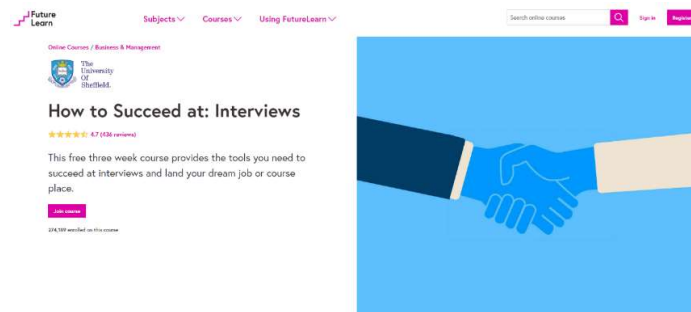 Future
Learn
Subjects
Courses
Using FutureLearn
Search online courses
Sign in
Register
Online Courses / Business & Management
The
University
Of
Sheffield.
How to Succeed at: Interviews
4.7 (436 reviews)
This free three week course provides the tools you need to
succeed at interviews and land your dream job or course
place.
Join course
enrolled on this course